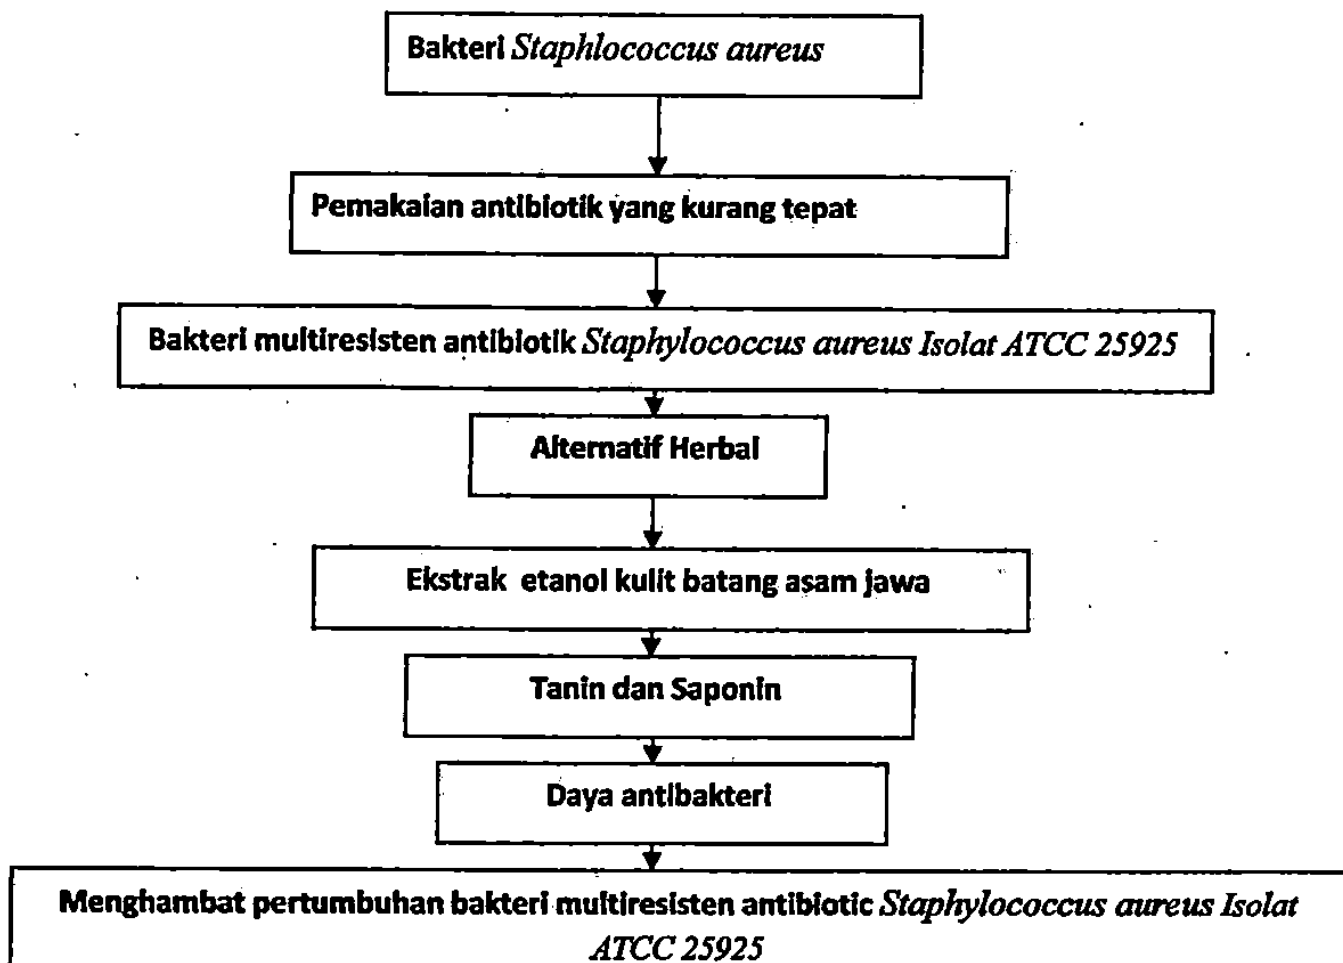 Bakteri Staphlococcus aureus
Pemakaian antibiotik yang kurang tepat
Bakteri multiresisten antibiotik Staphylococcus aureus Isolat ATCC 25925
Alternatif Herbal
Ekstrak etanol kulit batang asam jawa
Tanin dan Saponin
Daya antibakteri
Menghambat pertumbuhan bakteri multiresisten antibiotic Staphylococcus aureus Isolat
ATCC 25925